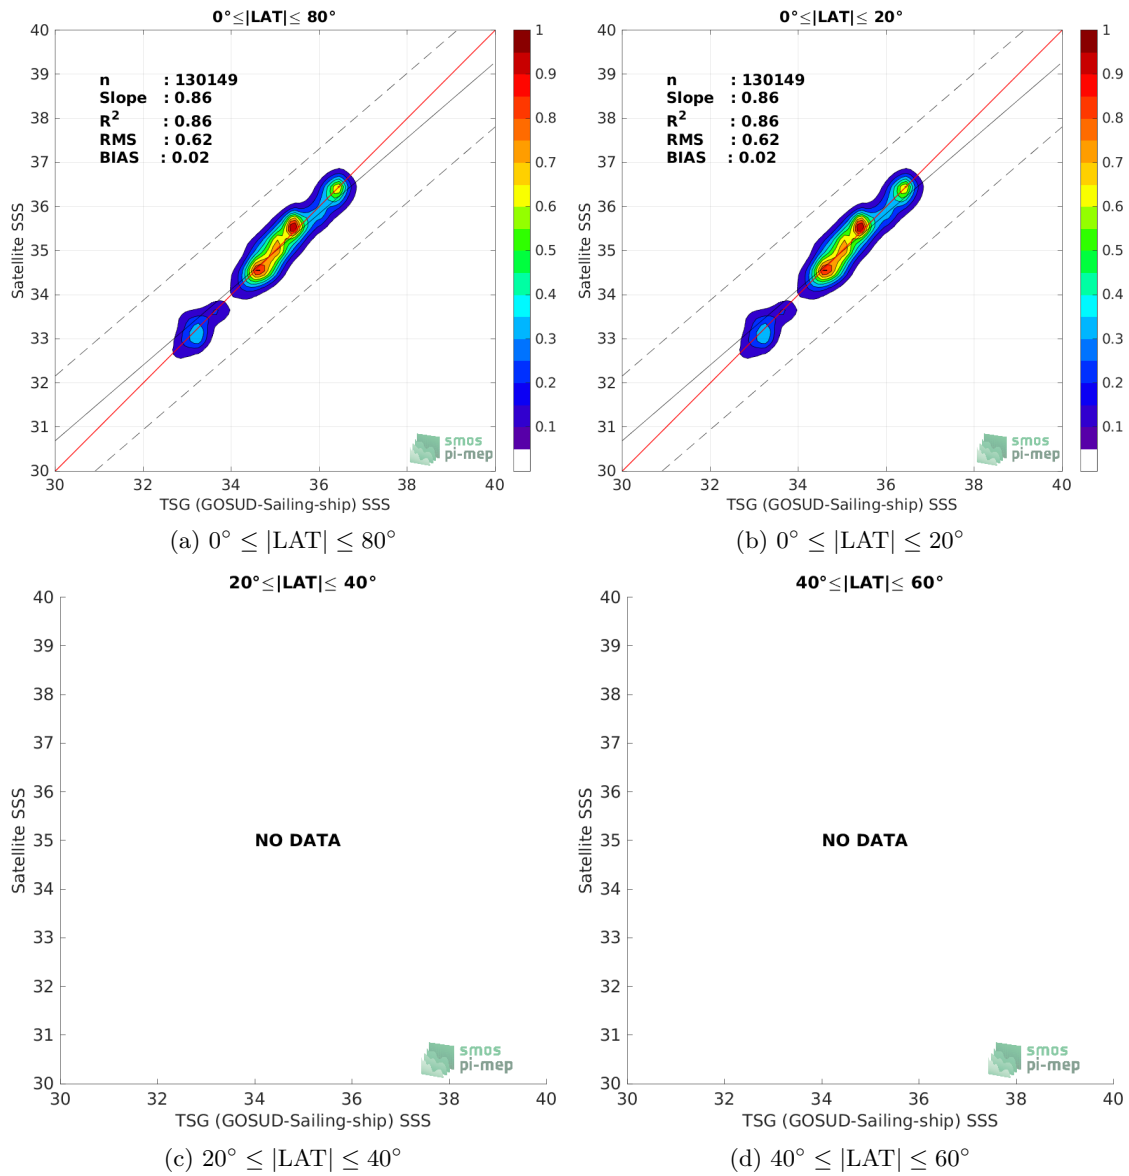 0°≤|LAT|≤ 80°
40
39
38
37
36
35
34
33
32
31
30
n : 130149
Slope : 0.86
R² : 0.86
RMS : 0.62
BIAS : 0.02
Satellite SSS
30 32 34 36 38 40
TSG (GOSUD-Sailing-ship) SSS
1
0.9
0.8
0.7
0.6
0.5
0.4
0.3
0.2
0.1
smos
pi-mep
(a) 0° ≤ |LAT| ≤ 80°
0°≤|LAT|≤ 20°
40
39
38
37
36
35
34
33
32
31
30
n : 130149
Slope : 0.86
R² : 0.86
RMS : 0.62
BIAS : 0.02
Satellite SSS
30 32 34 36 38 40
TSG (GOSUD-Sailing-ship) SSS
1
0.9
0.8
0.7
0.6
0.5
0.4
0.3
0.2
0.1
smos
pi-mep
(b) 0° ≤ |LAT| ≤ 20°
20°≤|LAT|≤ 40°
40
39
38
37
36
35
34
33
32
31
30
Satellite SSS
NO DATA
smos
pi-mep
30 32 34 36 38 40
TSG (GOSUD-Sailing-ship) SSS
(c) 20° ≤ |LAT| ≤ 40°
40°≤|LAT|≤ 60°
40
39
38
37
36
35
34
33
32
31
30
Satellite SSS
NO DATA
smos
pi-mep
30 32 34 36 38 40
TSG (GOSUD-Sailing-ship) SSS
(d) 40° ≤ |LAT| ≤ 60°